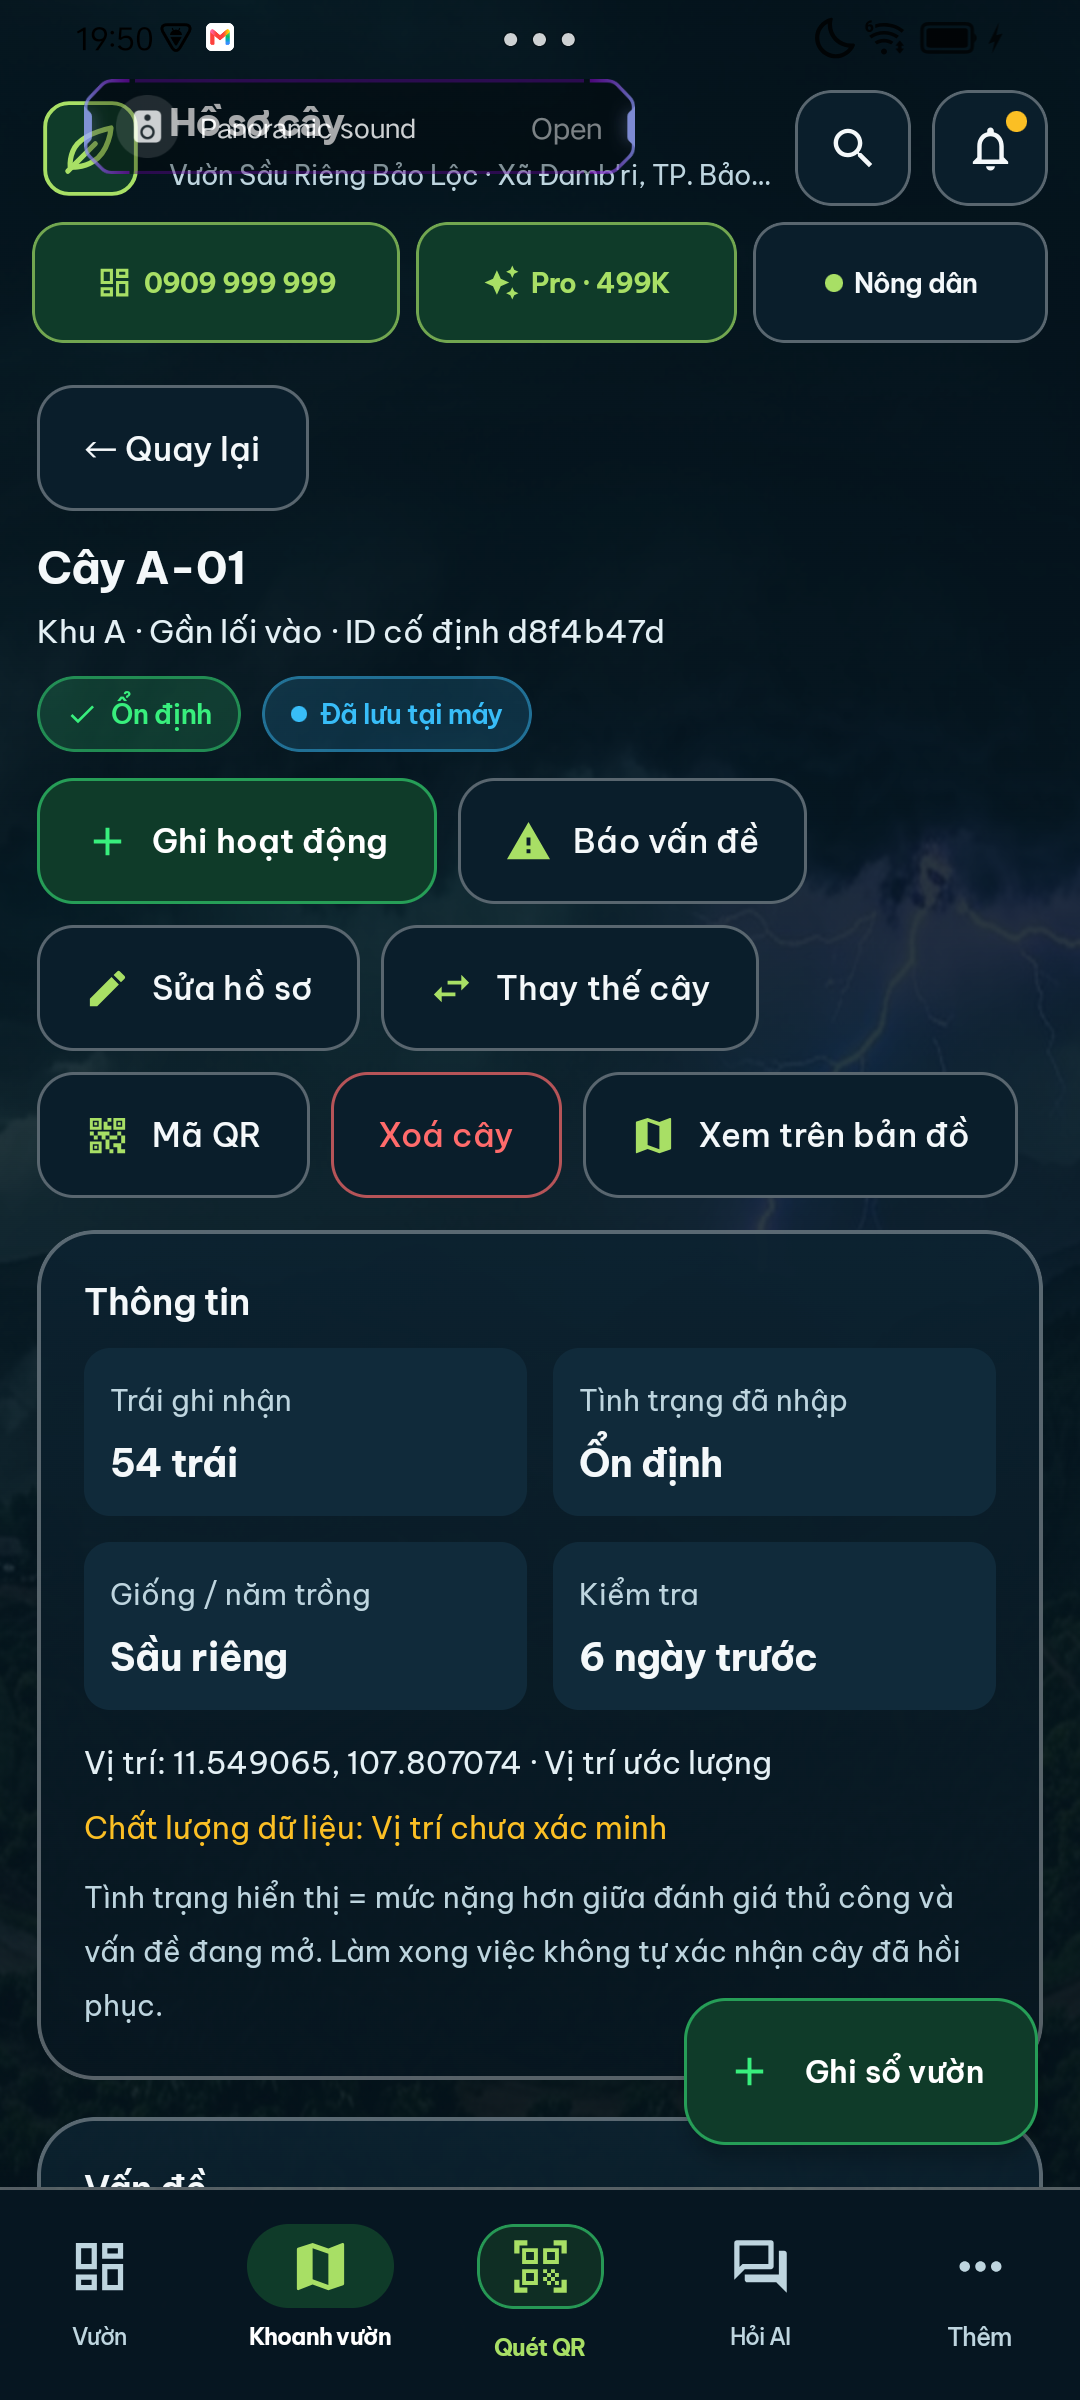 19:50
Hồ sơ cây
Panoramic sound
Open
Vườn Sầu Riêng Bảo Lộc · Xã Đamb'ri, TP. Bảo...
0909 999 999
Pro · 499K
Nông dân
← Quay lại
Cây A-01
Khu A · Gần lối vào · ID cố định d8f4b47d
Ổn định
Đã lưu tại máy
Ghi hoạt động
Báo vấn đề
Sửa hồ sơ
Thay thế cây
Mã QR
Xoá cây
Xem trên bản đồ
Thông tin
Trái ghi nhận
54 trái
Tình trạng đã nhập
Ổn định
Giống / năm trồng
Sầu riêng
Kiểm tra
6 ngày trước
Vị trí: 11.549065, 107.807074 · Vị trí ước lượng
Chất lượng dữ liệu: Vị trí chưa xác minh
Tình trạng hiển thị = mức nặng hơn giữa đánh giá thủ công và
vấn đề đang mở. Làm xong việc không tự xác nhận cây đã hồi
phục.
Ghi sổ vườn
Vấn đề
Vườn
Khoanh vườn
Quét QR
Hỏi AI
Thêm